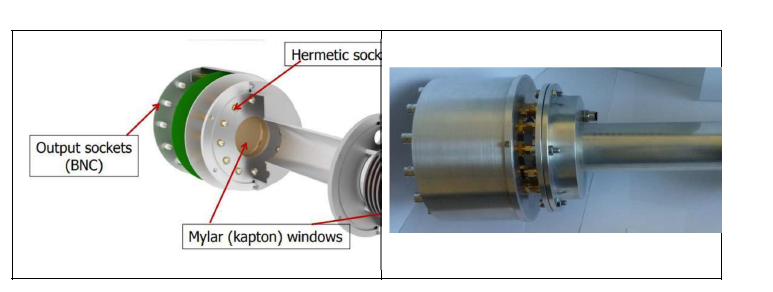 Hermetic sock
Output sockets
(BNC)
Mylar (kapton) windows